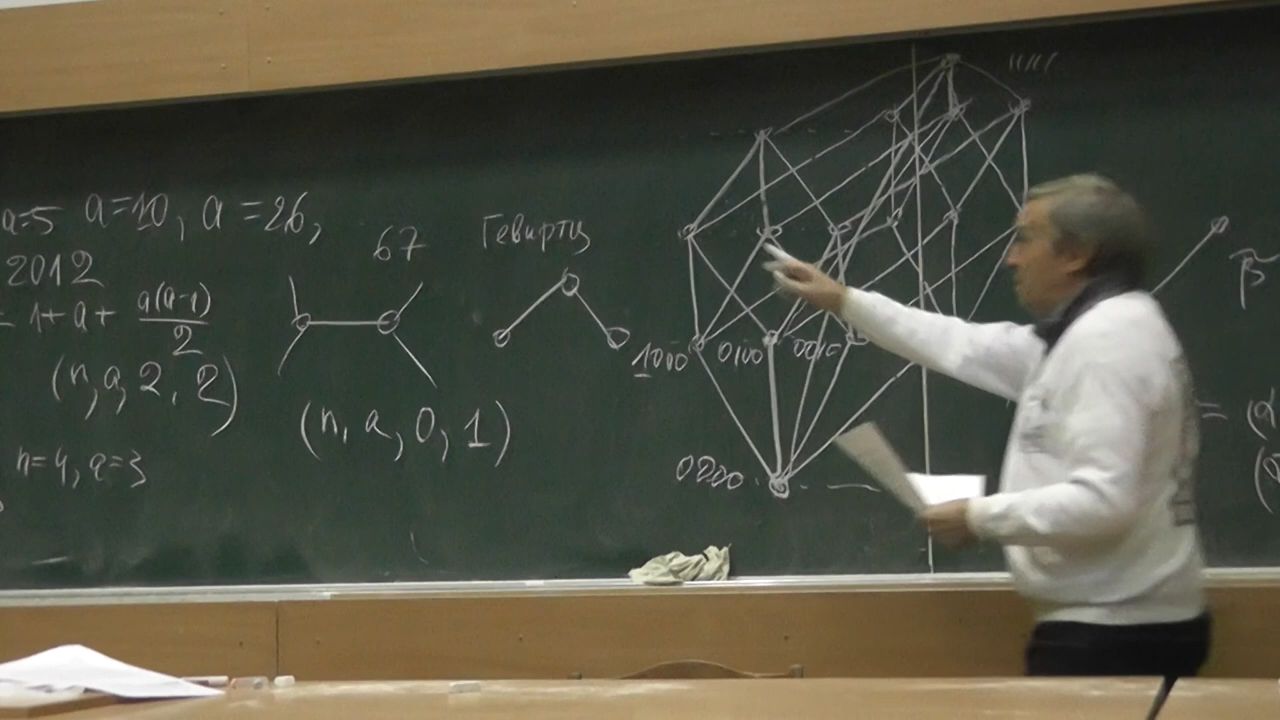 a=5 a=10, a=26,
2012
= 1+a+ a(a-1)/2
(n,a,2,2)
n=4, a=3
67
(n,a,0,1)
Гевиртц
1111
1000 0100 0010
0000
β
= (